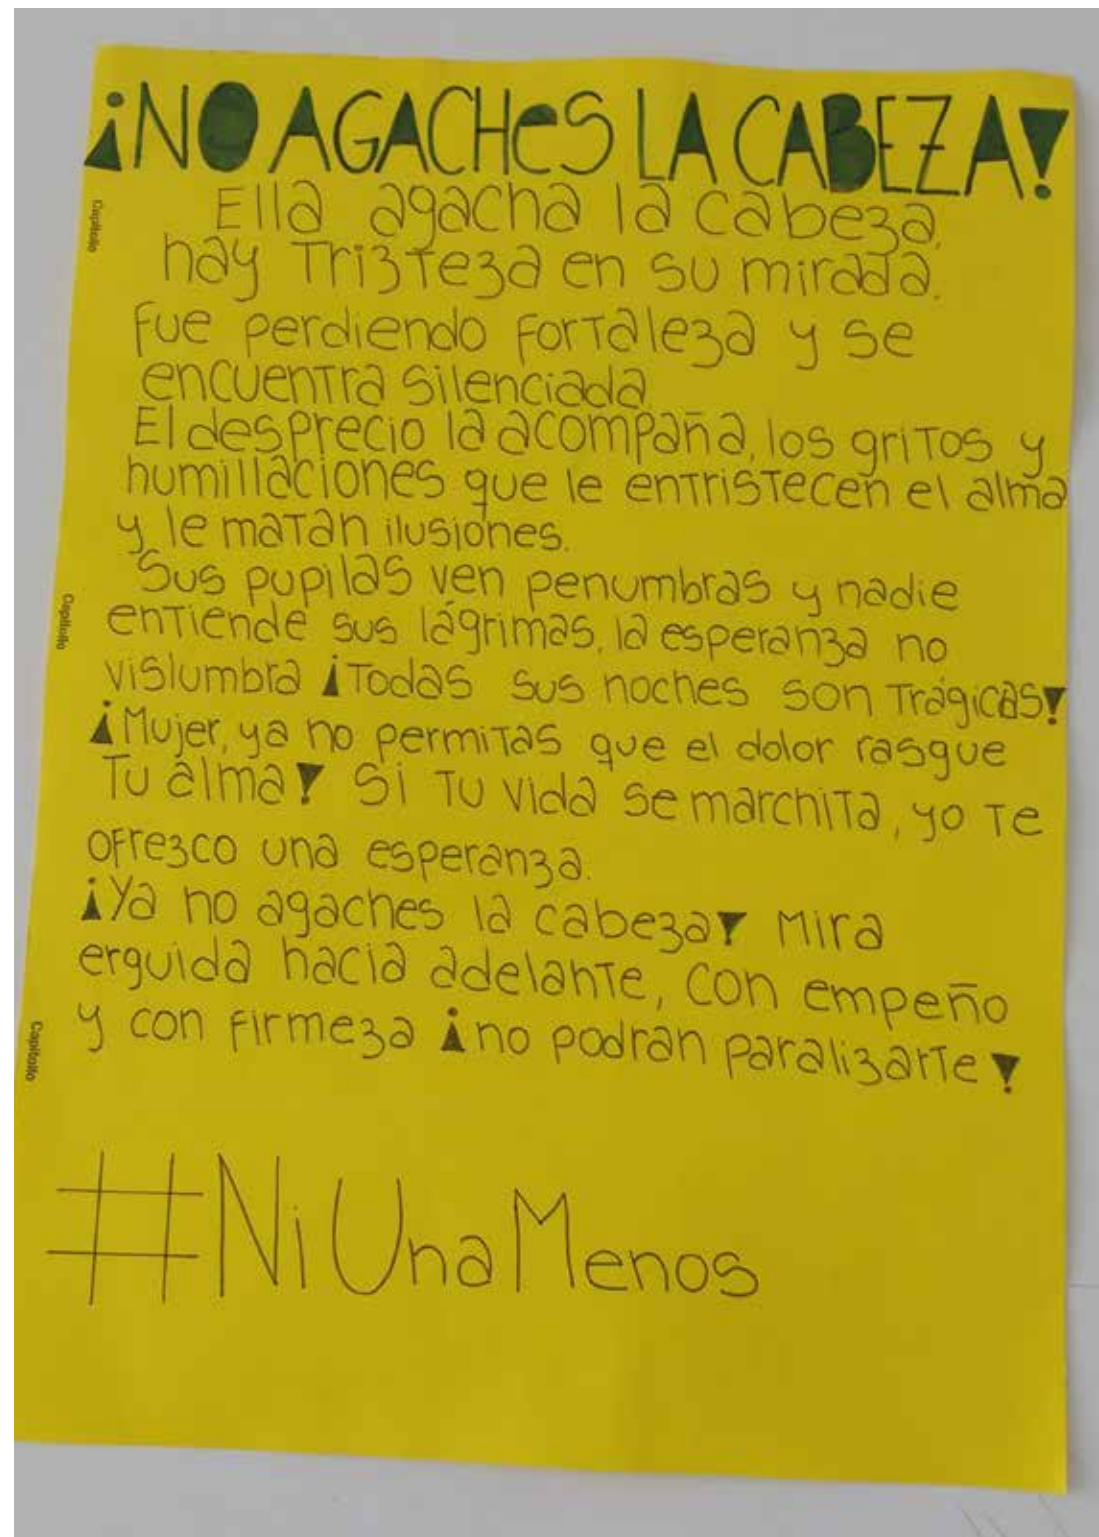 ¡NO AGACHeS LA CABEZA!
Ella agacha la cabeza,
hay Tristeza en su mirada.
Fue perdiendo forTaleza y se
encuenTra silenciada
El desprecio la acompaña, los griTos y
humillaciones que le enTrisTecen el alma
y le maTan ilusiones.
Sus pupilas ven penumbras y nadie
enTiende sus lágrimas, la esperanza no
vislumbra ¡Todas sus noches son Trágicas!
¡Mujer, ya no permiTas que el dolor rasgue
Tu alma! Si Tu vida se marchiTa, yo Te
ofrezco una esperanza.
¡Ya no agaches la cabeza! Mira
erguida hacia adelanTe, con empeño
y con firmeza ¡no podran paralizarTe!
#NiUnaMenos
Capitolio
Capitolio
Capitolio